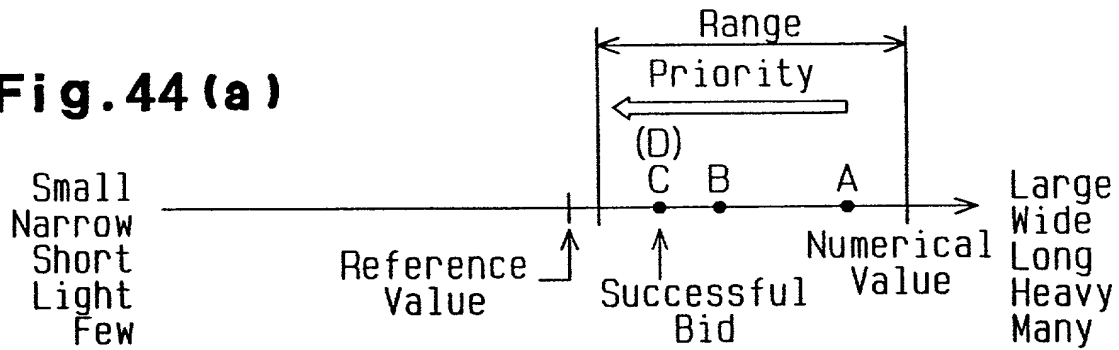 Range
Fig.44(a)
Priority
(D)
C B A
Small
Narrow
Short
Light
Few
Reference
Value
Successful
Bid
Numerical
Value
Large
Wide
Long
Heavy
Many